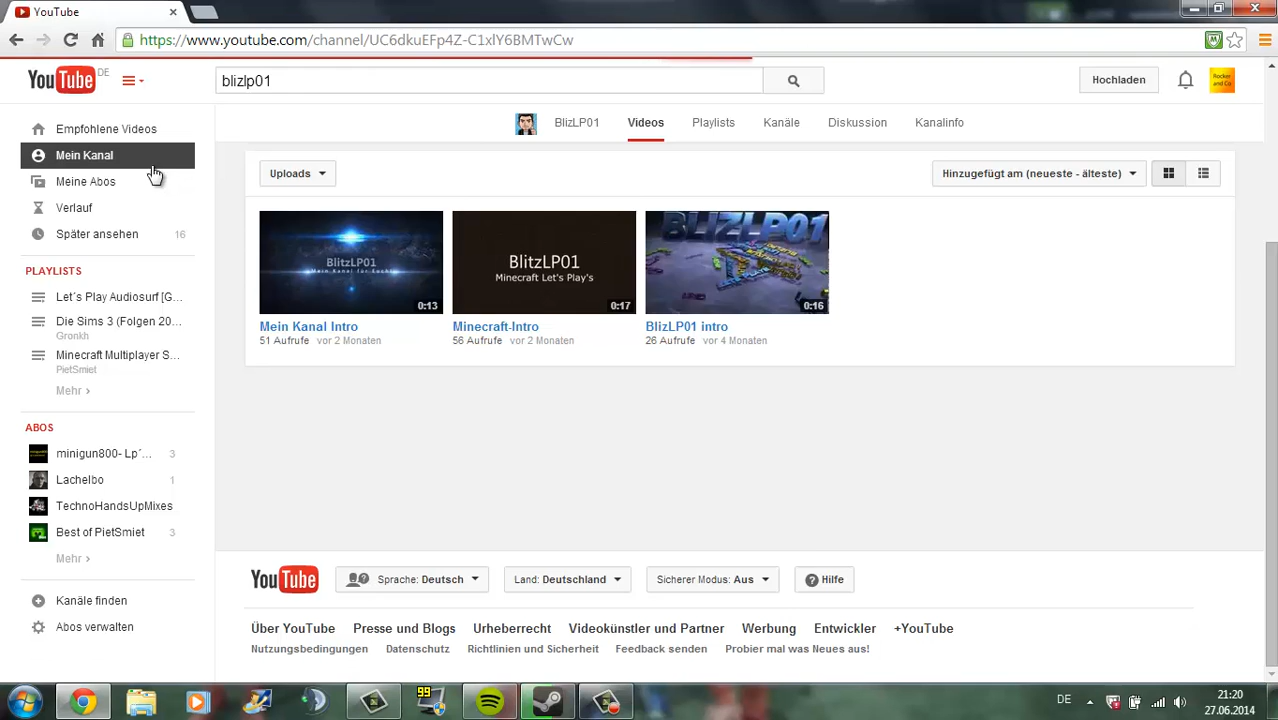 YouTube
https://www.youtube.com/channel/UC6dkuEFp4Z-C1xlY6BMTwCw
YouTube DE
blizlp01
Hochladen
Rocker and Co
Empfohlene Videos
Mein Kanal
Meine Abos
Verlauf
Später ansehen 16
PLAYLISTS
Let´s Play Audiosurf [G...
Die Sims 3 (Folgen 20...
Gronkh
Minecraft Multiplayer S...
PietSmiet
Mehr ›
ABOS
minigun800- Lp´... 3
Lachelbo 1
TechnoHandsUpMixes
Best of PietSmiet 3
Mehr ›
Kanäle finden
Abos verwalten
BlizLP01 Videos Playlists Kanäle Diskussion Kanalinfo
Uploads
Hinzugefügt am (neueste - älteste)
BLITZLP01
Mein Kanal für Euch!
0:13
BlitzLP01
Minecraft Let's Play's
0:17
BLIZLP01
0:16
Mein Kanal Intro
51 Aufrufe vor 2 Monaten
Minecraft-Intro
56 Aufrufe vor 2 Monaten
BlizLP01 intro
26 Aufrufe vor 4 Monaten
YouTube
Sprache: Deutsch
Land: Deutschland
Sicherer Modus: Aus
Hilfe
Über YouTube Presse und Blogs Urheberrecht Videokünstler und Partner Werbung Entwickler +YouTube
Nutzungsbedingungen Datenschutz Richtlinien und Sicherheit Feedback senden Probier mal was Neues aus!
99
DE
21:20
27.06.2014